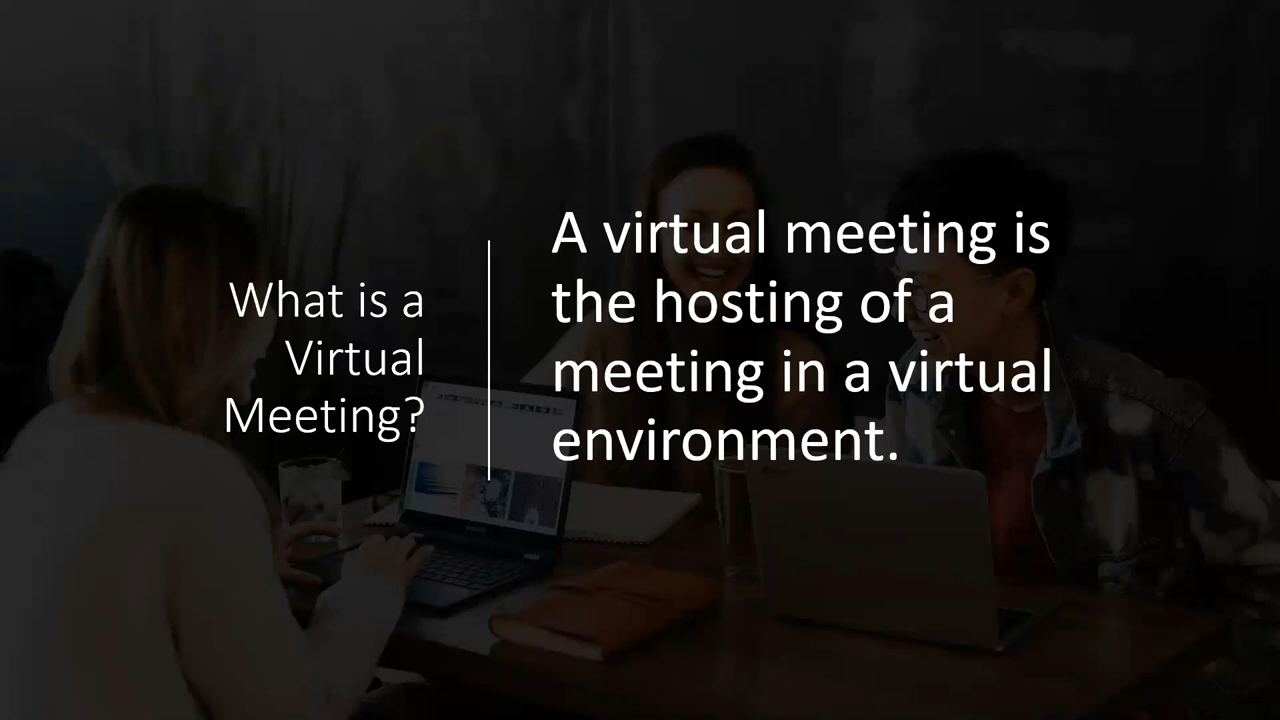 What is a
Virtual
Meeting?
A virtual meeting is
the hosting of a
meeting in a virtual
environment.